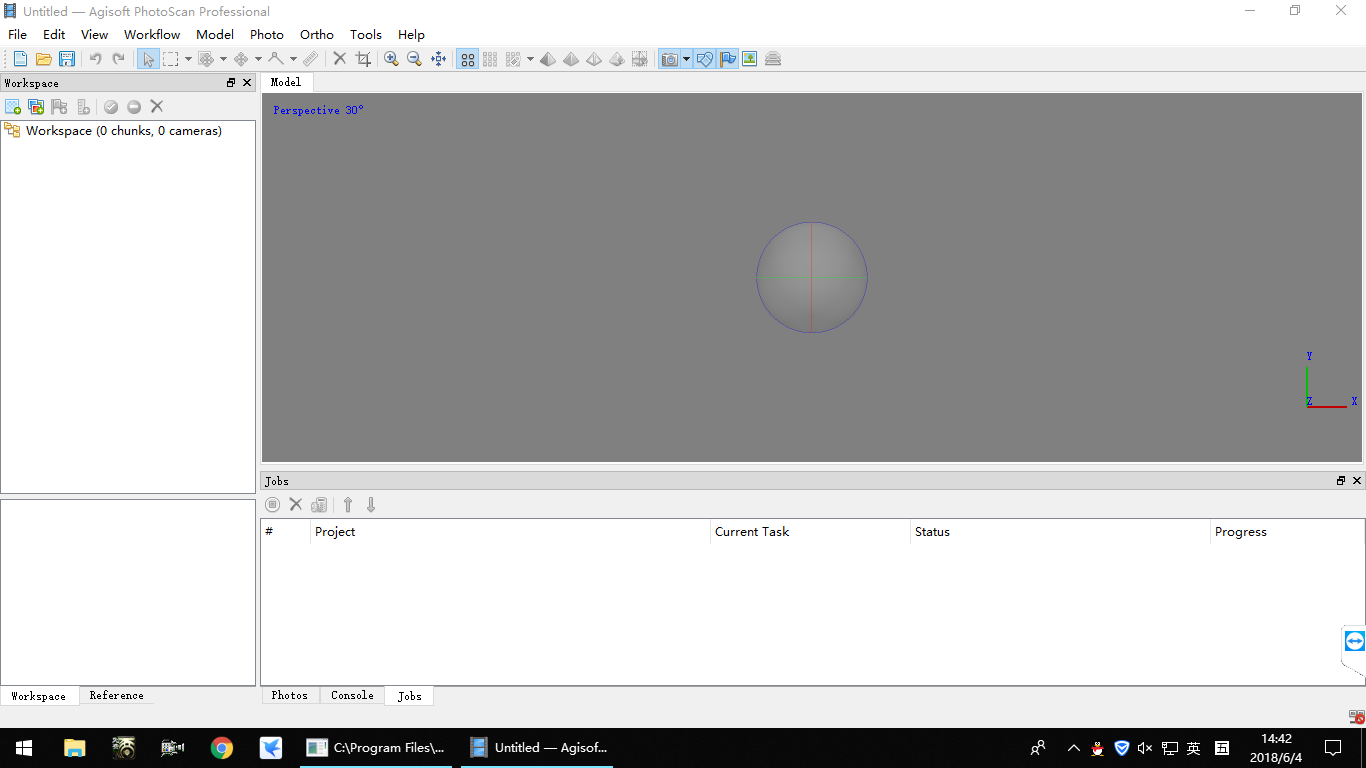 Untitled — Agisoft PhotoScan Professional
File Edit View Workflow Model Photo Ortho Tools Help
Workspace
Model
Workspace (0 chunks, 0 cameras)
Perspective 30°
Y
Z X
Jobs
# Project Current Task Status Progress
Workspace Reference
Photos Console Jobs
C:\Program Files\...
Untitled — Agisof...
英
五
14:42
2018/6/4